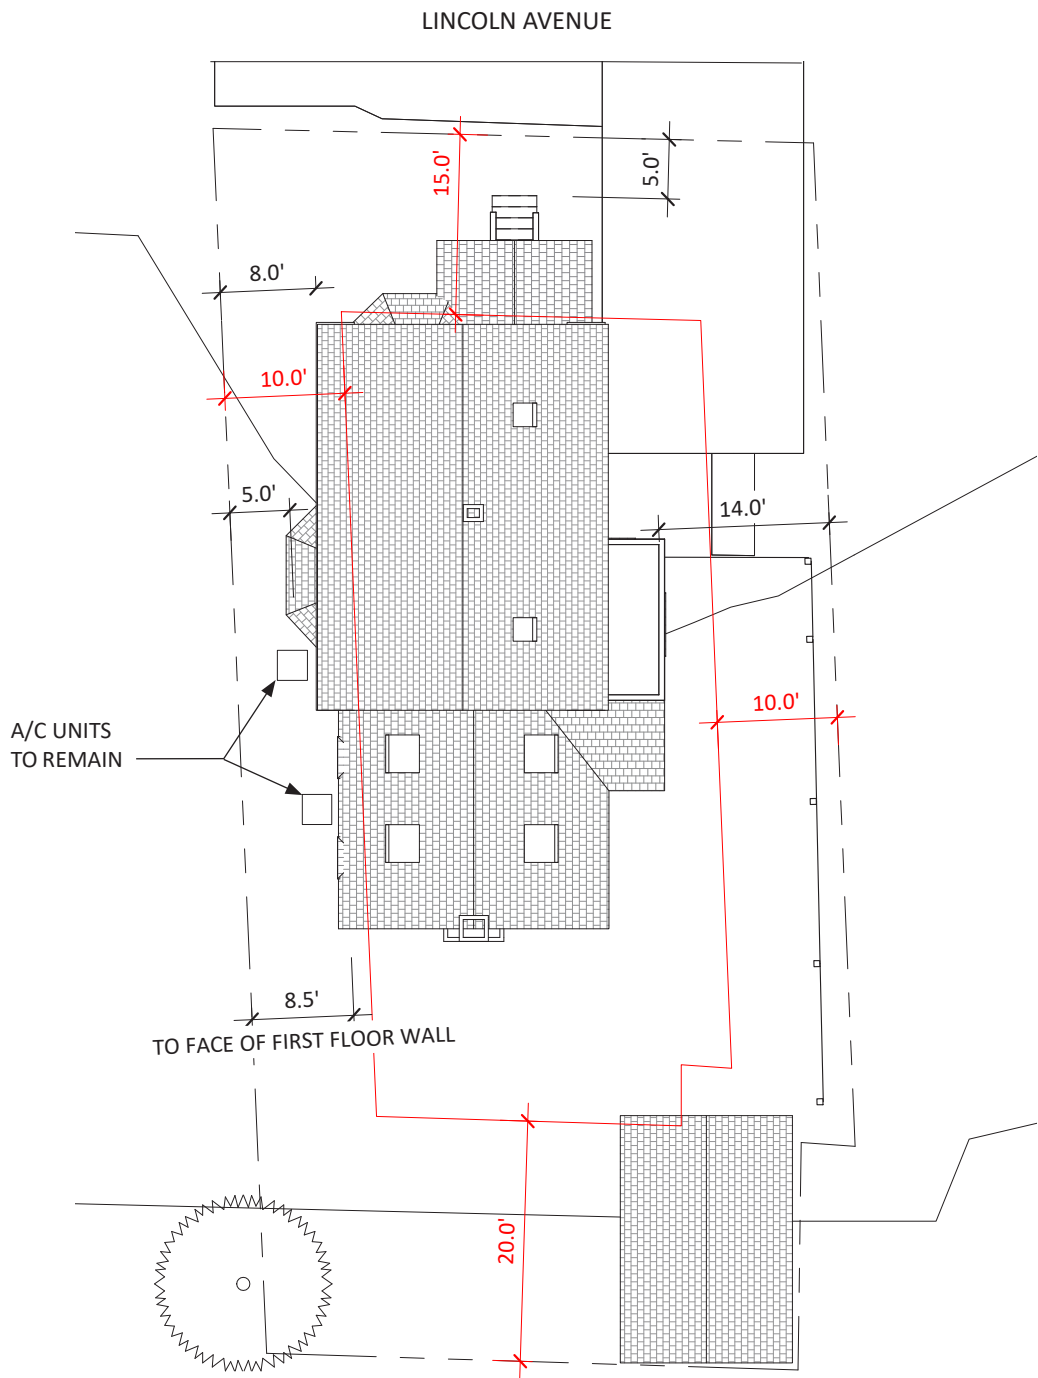 LINCOLN AVENUE
15.0'
5.0'
8.0'
10.0'
5.0'
14.0'
A/C UNITS
TO REMAIN
10.0'
8.5'
TO FACE OF FIRST FLOOR WALL
20.0'